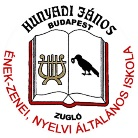 HUNYADI JÁNOS
BUDAPEST
ZUGLÓ
ÉNEK-ZENEI, NYELVI ÁLTALÁNOS ISKOLA